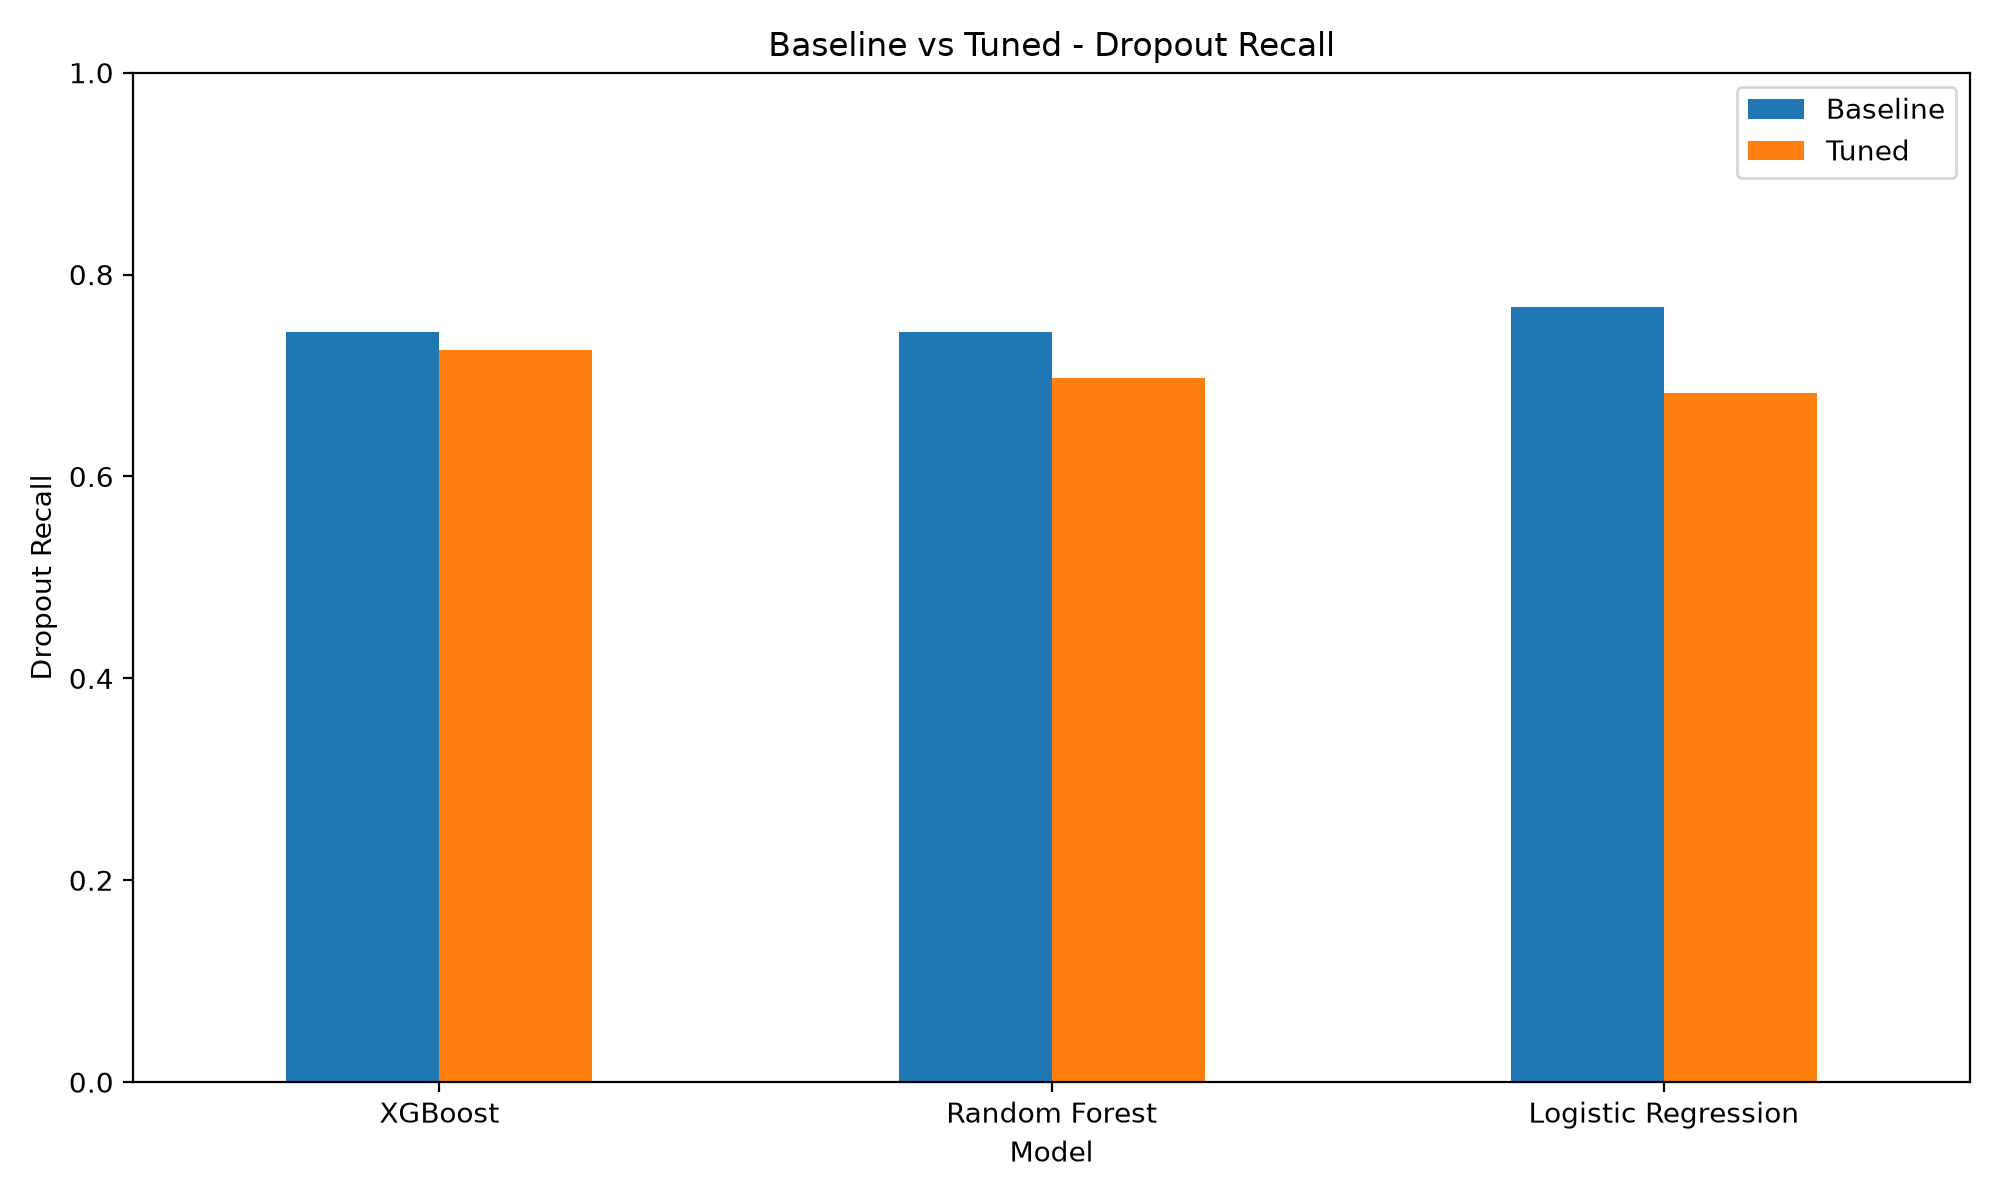 Baseline vs Tuned - Dropout Recall
1.0
0.8
0.6
0.4
0.2
0.0
Dropout Recall
Baseline
Tuned
XGBoost
Random Forest
Logistic Regression
Model